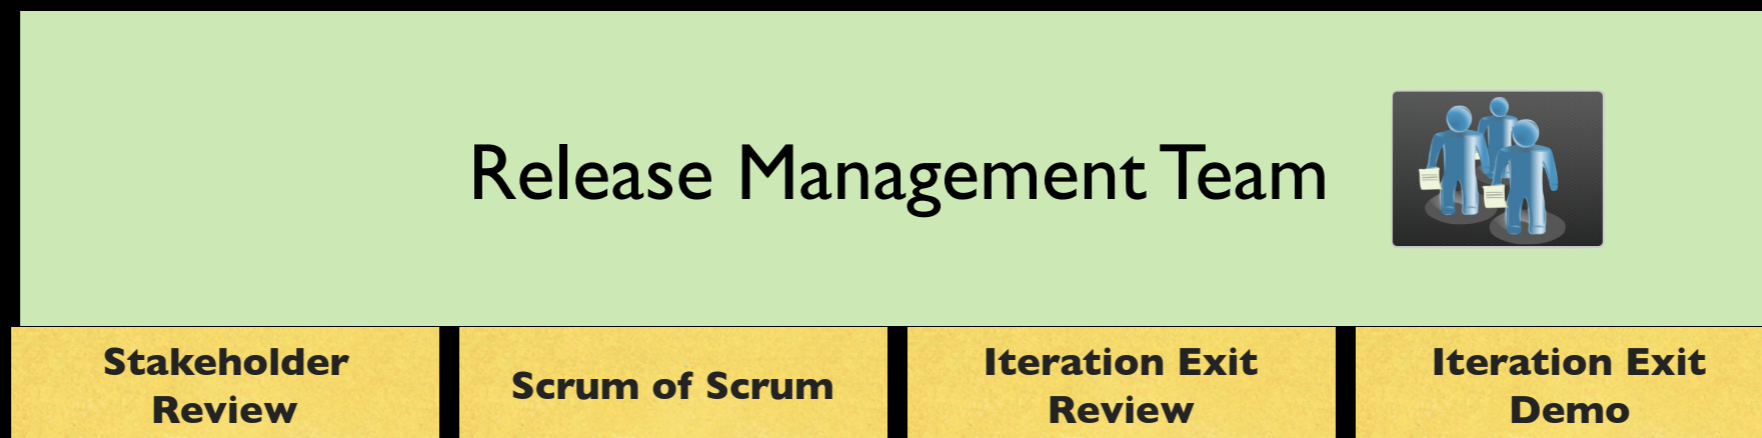 Release Management Team
Stakeholder
Review
Scrum of Scrum
Iteration Exit
Review
Iteration Exit
Demo